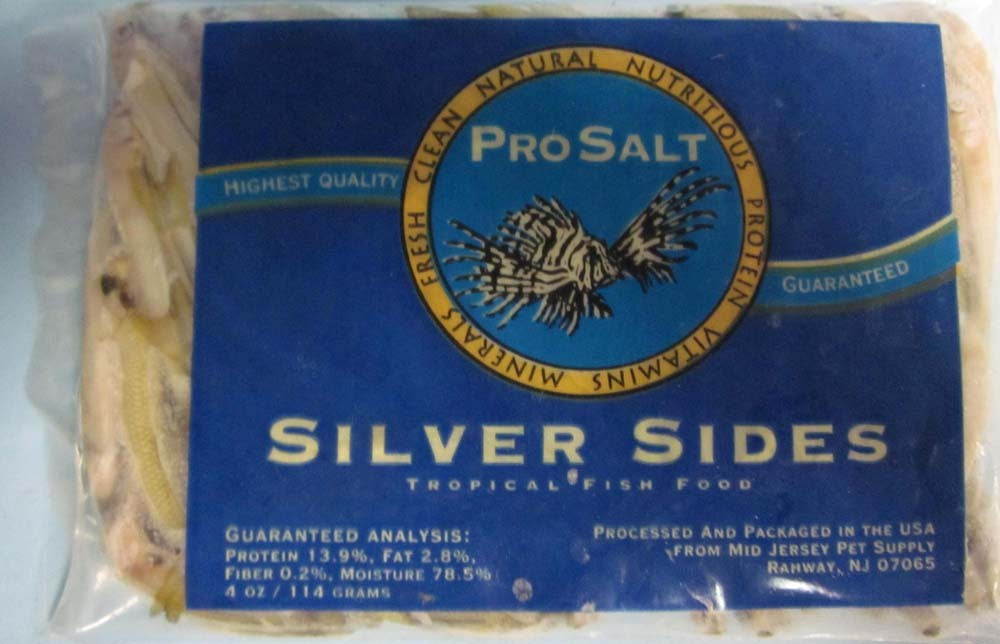 FRESH CLEAN NATURAL NUTRITIOUS PROTEIN VITAMINS MINERALS
PRO SALT
HIGHEST QUALITY
GUARANTEED
SILVER SIDES
TROPICAL FISH FOOD
GUARANTEED ANALYSIS:
PROTEIN 13.9%, FAT 2.8%,
FIBER 0.2%, MOISTURE 78.5%
4 OZ / 114 GRAMS
PROCESSED AND PACKAGED IN THE USA
FROM MID JERSEY PET SUPPLY
RAHWAY, NJ 07065